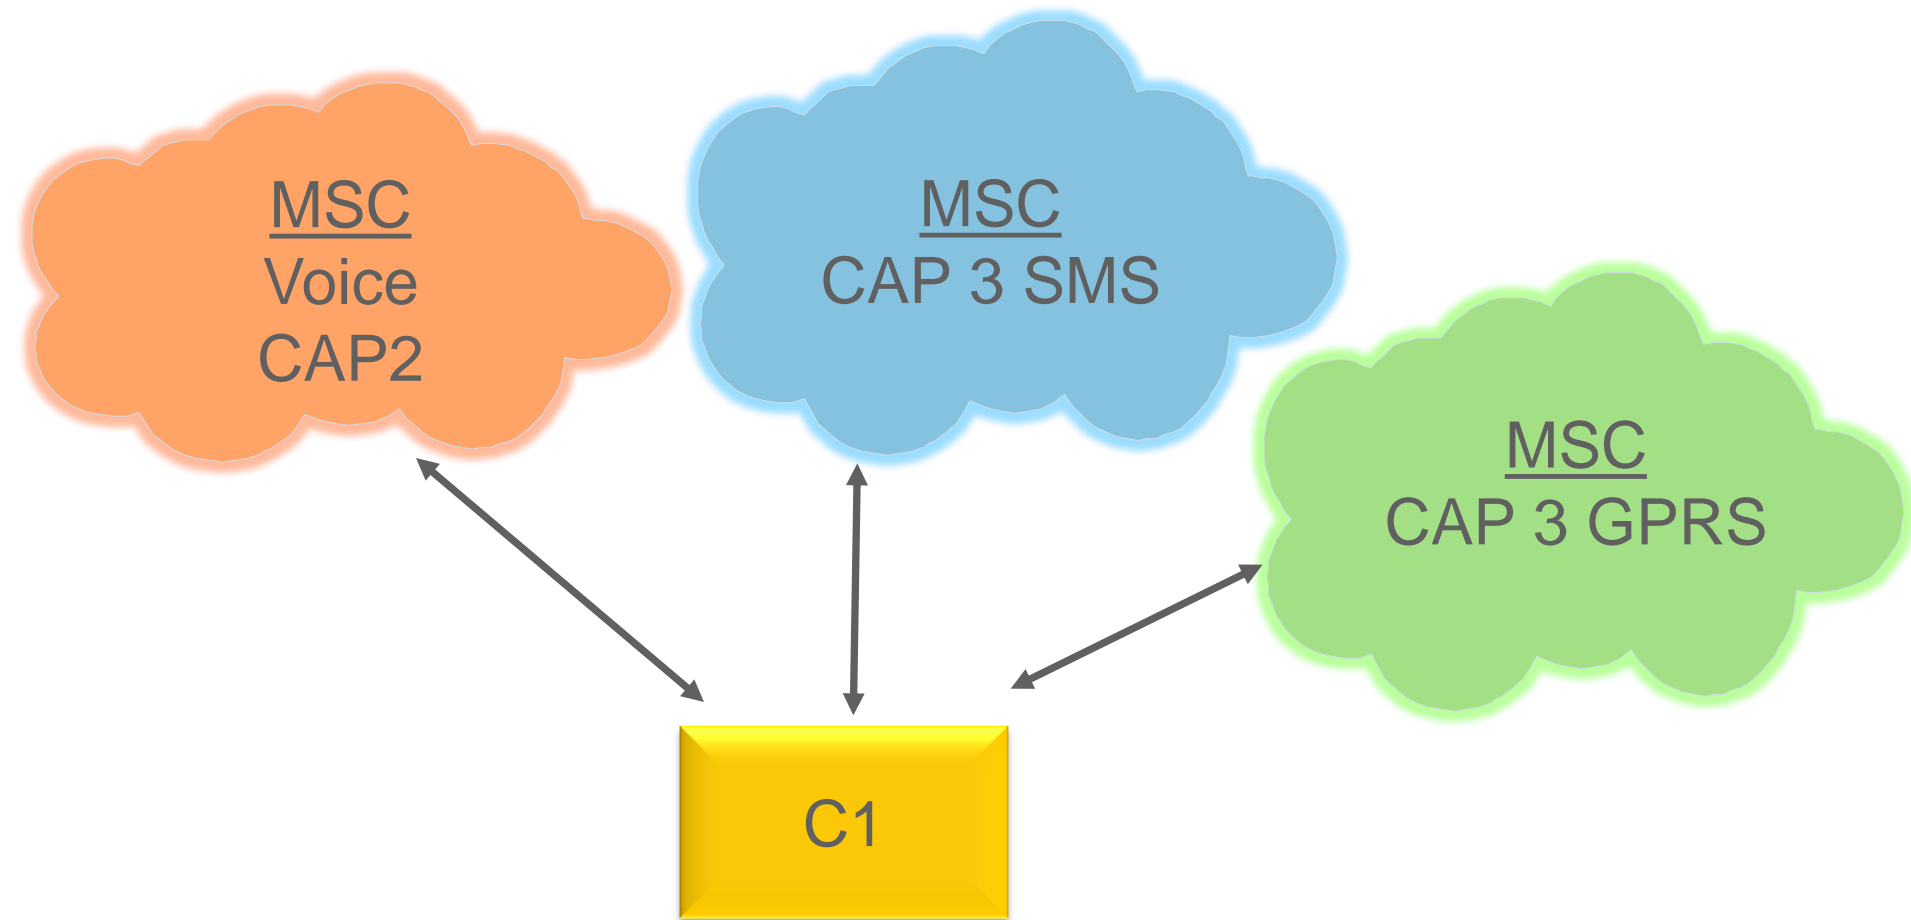 MSC
Voice
CAP2
MSC
CAP 3 SMS
MSC
CAP 3 GPRS
C1